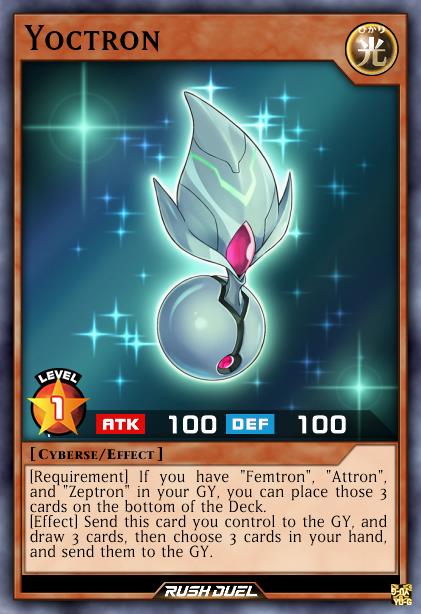 YOCTRON
ひかり
光
LEVEL
1
ATK 100 DEF 100
[ CYBERSE/EFFECT ]
[Requirement] If you have "Femtron", "Attron",
and "Zeptron" in your GY, you can place those 3
cards on the bottom of the Deck.
[Effect] Send this card you control to the GY, and
draw 3 cards, then choose 3 cards in your hand,
and send them to the GY.
RUSH DUEL